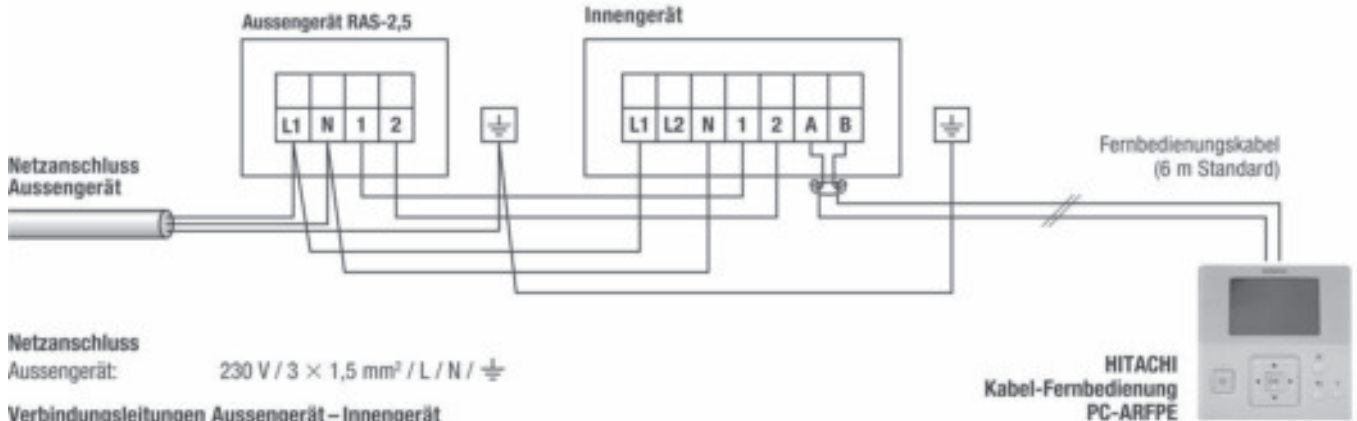 Aussengerät RAS-2,5
Innengerät
L1 N 1 2
L1 L2 N 1 2 A B
Netzanschluss
Aussengerät
Fernbedienungskabel
(6 m Standard)
Netzanschluss
Aussengerät: 230 V / 3 × 1,5 mm² / L / N / ⏚
HITACHI
Kabel-Fernbedienung
PC-ARFPE
Verbindungsleitungen Aussengerät – Innengerät